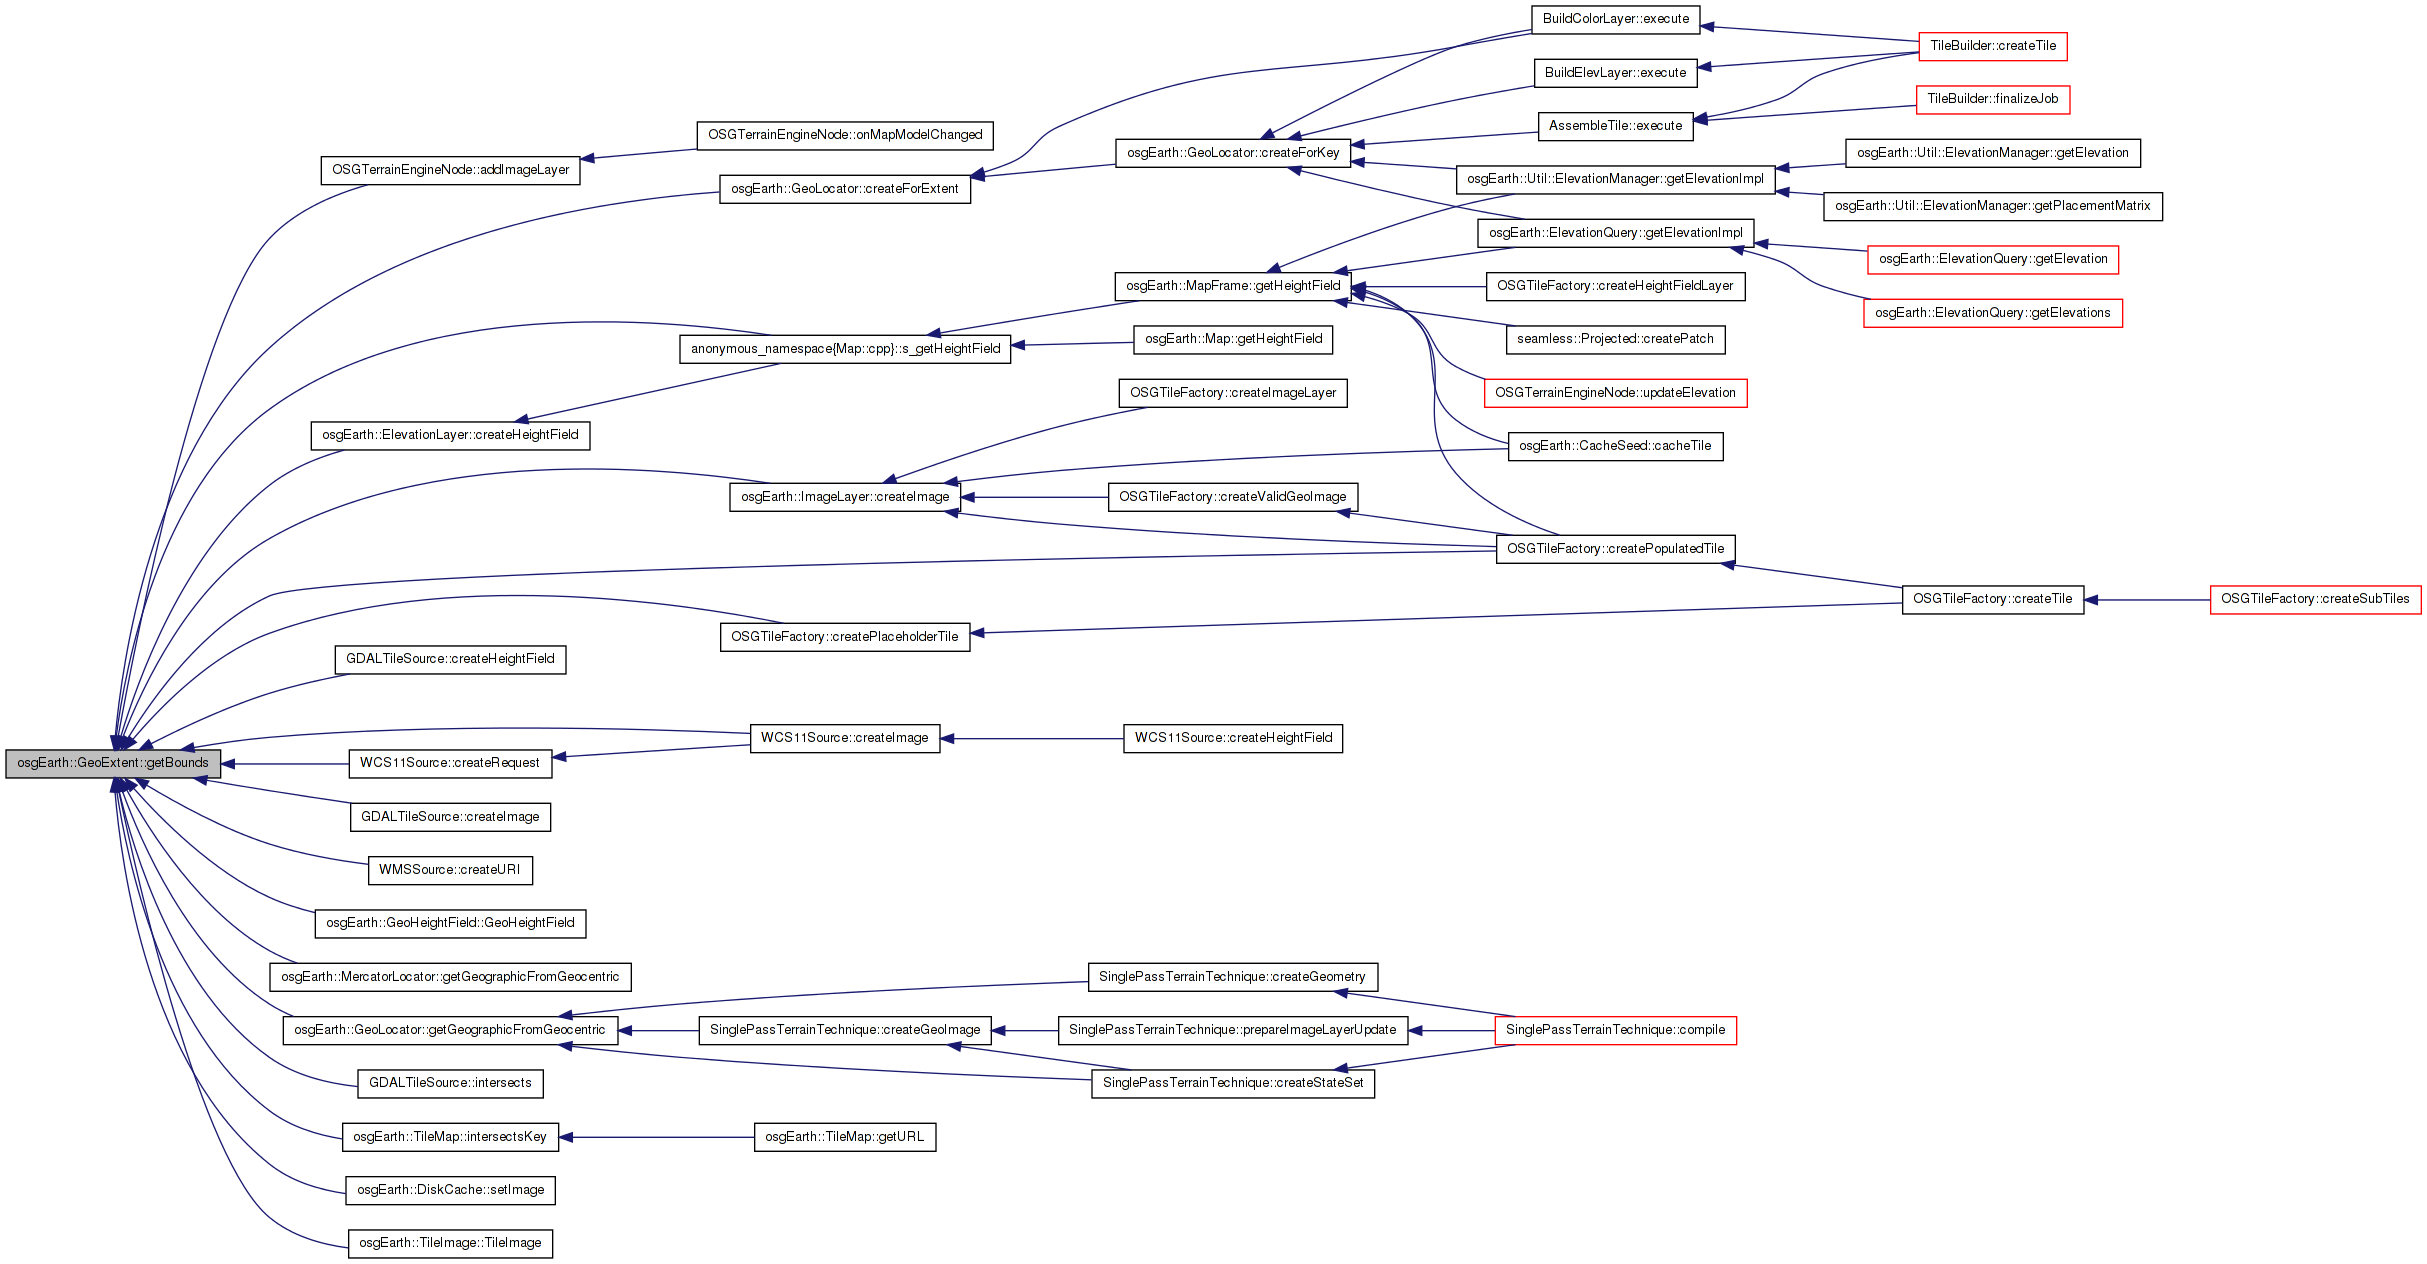 BuildColorLayer::execute
TileBuilder::createTile
BuildElevLayer::execute
TileBuilder::finalizeJob
AssembleTile::execute
OSGTerrainEngineNode::onMapModelChanged
OSGTerrainEngineNode::addImageLayer
osgEarth::GeoLocator::createForExtent
osgEarth::GeoLocator::createForKey
osgEarth::Util::ElevationManager::getElevation
osgEarth::Util::ElevationManager::getElevationImpl
osgEarth::Util::ElevationManager::getPlacementMatrix
osgEarth::ElevationQuery::getElevationImpl
osgEarth::ElevationQuery::getElevation
osgEarth::MapFrame::getHeightField
OSGTileFactory::createHeightFieldLayer
osgEarth::ElevationQuery::getElevations
anonymous_namespace{Map::cpp}::s_getHeightField
osgEarth::Map::getHeightField
seamless::Projected::createPatch
OSGTileFactory::createImageLayer
OSGTerrainEngineNode::updateElevation
osgEarth::ElevationLayer::createHeightField
osgEarth::CacheSeed::cacheTile
osgEarth::ImageLayer::createImage
OSGTileFactory::createValidGeoImage
OSGTileFactory::createPopulatedTile
OSGTileFactory::createTile
OSGTileFactory::createSubTiles
OSGTileFactory::createPlaceholderTile
GDALTileSource::createHeightField
WCS11Source::createImage
WCS11Source::createHeightField
osgEarth::GeoExtent::getBounds
WCS11Source::createRequest
GDALTileSource::createImage
WMSSource::createURI
osgEarth::GeoHeightField::GeoHeightField
osgEarth::MercatorLocator::getGeographicFromGeocentric
SinglePassTerrainTechnique::createGeometry
osgEarth::GeoLocator::getGeographicFromGeocentric
SinglePassTerrainTechnique::createGeoImage
SinglePassTerrainTechnique::prepareImageLayerUpdate
SinglePassTerrainTechnique::compile
GDALTileSource::intersects
SinglePassTerrainTechnique::createStateSet
osgEarth::TileMap::intersectsKey
osgEarth::TileMap::getURL
osgEarth::DiskCache::setImage
osgEarth::TileImage::TileImage